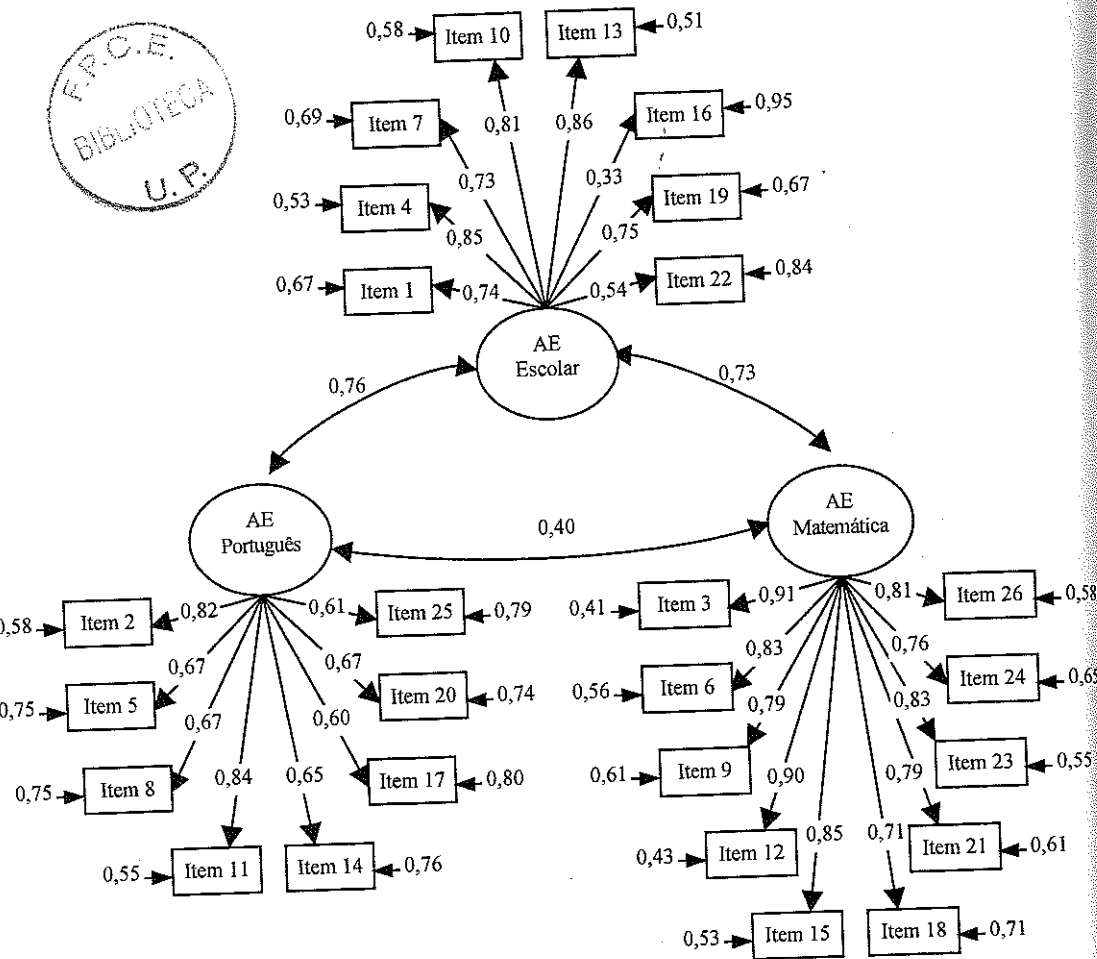 F.P.C.E.
BIBLIOTECA
U. P.
0,58 Item 10 Item 13 0,51
0,69 Item 7 0,81 0,86 Item 16 0,95
0,73 0,33
0,53 Item 4 0,85 0,75 Item 19 0,67
0,67 Item 1 0,74 0,54 Item 22 0,84
AE
Escolar
0,76 0,73
AE
Português
0,40
AE
Matemática
0,58 Item 2 0,82 0,61 Item 25 0,79
0,75 Item 5 0,67 0,67 Item 20 0,74
0,75 Item 8 0,67 0,60 Item 17 0,80
0,55 Item 11 0,84 0,65 Item 14 0,76
0,41 Item 3 0,91 0,81 Item 26 0,58
0,56 Item 6 0,83 0,76 Item 24 0,65
0,61 Item 9 0,79 0,83 Item 23 0,55
0,43 Item 12 0,90 0,79 Item 21 0,61
0,53 Item 15 0,85 0,71 Item 18 0,71